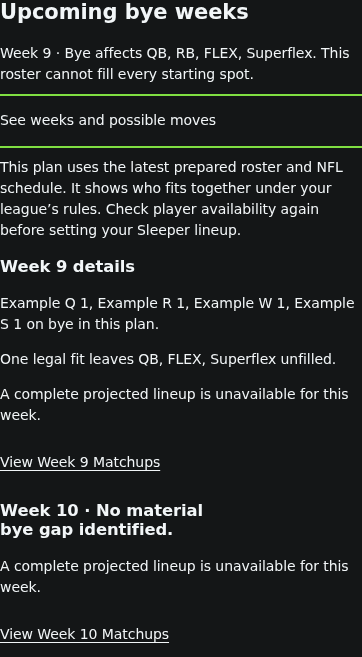 Upcoming bye weeks
Week 9 · Bye affects QB, RB, FLEX, Superflex. This
roster cannot fill every starting spot.
See weeks and possible moves
This plan uses the latest prepared roster and NFL
schedule. It shows who fits together under your
league’s rules. Check player availability again
before setting your Sleeper lineup.
Week 9 details
Example Q 1, Example R 1, Example W 1, Example
S 1 on bye in this plan.
One legal fit leaves QB, FLEX, Superflex unfilled.
A complete projected lineup is unavailable for this
week.
View Week 9 Matchups
Week 10 · No material
bye gap identified.
A complete projected lineup is unavailable for this
week.
View Week 10 Matchups